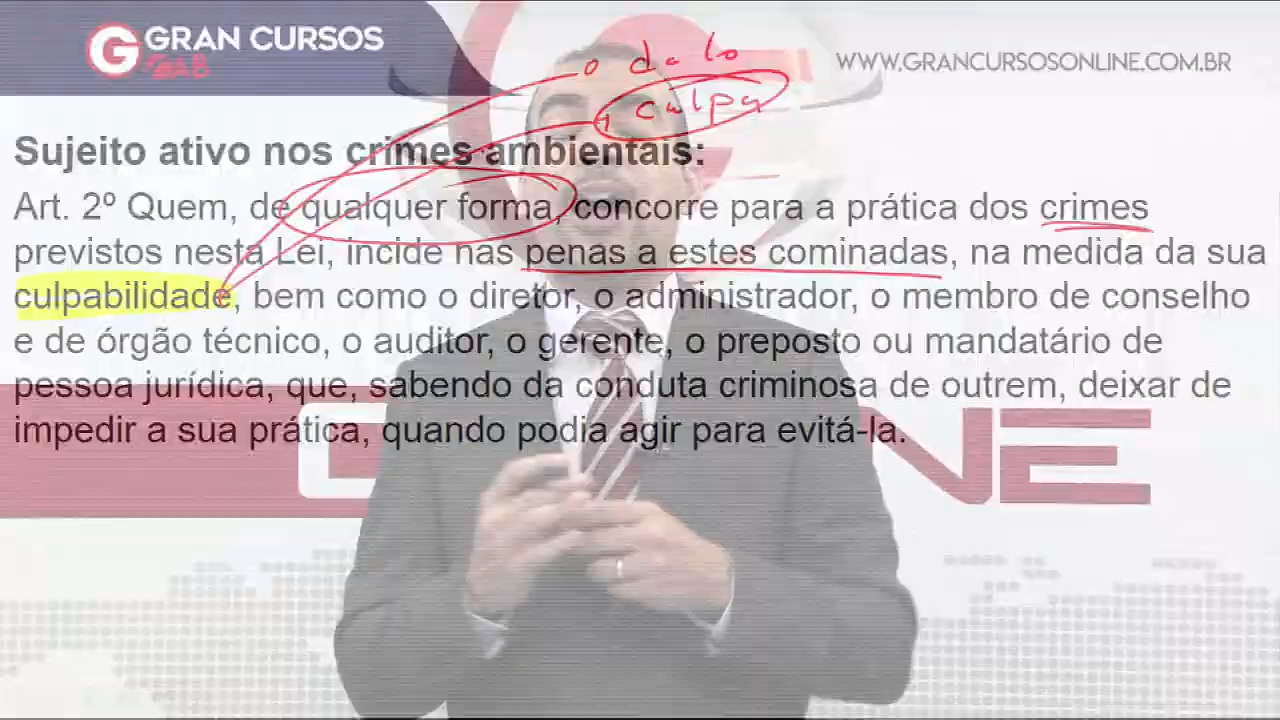 GRAN CURSOS
OAB
WWW.GRANCURSOSONLINE.COM.BR
dolo
culpa
Sujeito ativo nos crimes ambientais:
Art. 2º Quem, de qualquer forma, concorre para a prática dos crimes
previstos nesta Lei, incide nas penas a estes cominadas, na medida da sua
culpabilidade, bem como o diretor, o administrador, o membro de conselho
e de órgão técnico, o auditor, o gerente, o preposto ou mandatário de
pessoa jurídica, que, sabendo da conduta criminosa de outrem, deixar de
impedir a sua prática, quando podia agir para evitá-la.